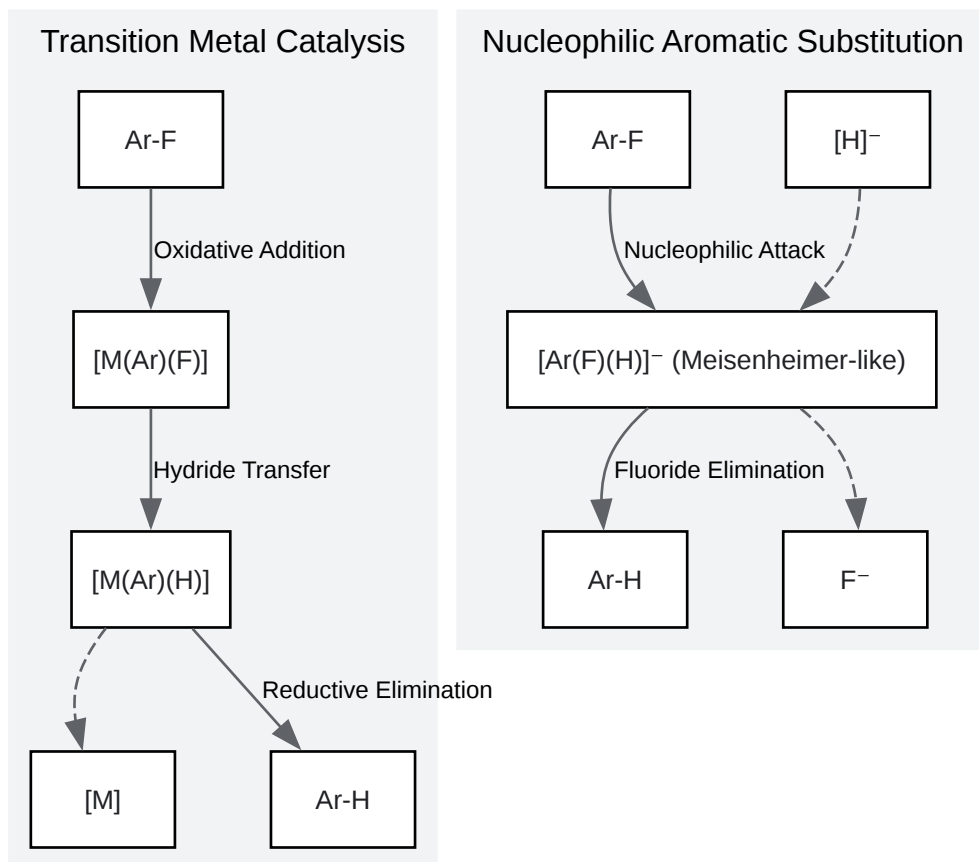 Transition Metal Catalysis
Ar-F
Oxidative Addition
[M(Ar)(F)]
Hydride Transfer
[M(Ar)(H)]
Reductive Elimination
[M]
Ar-H
Nucleophilic Aromatic Substitution
Ar-F
[H]⁻
Nucleophilic Attack
[Ar(F)(H)]⁻ (Meisenheimer-like)
Fluoride Elimination
Ar-H
F⁻